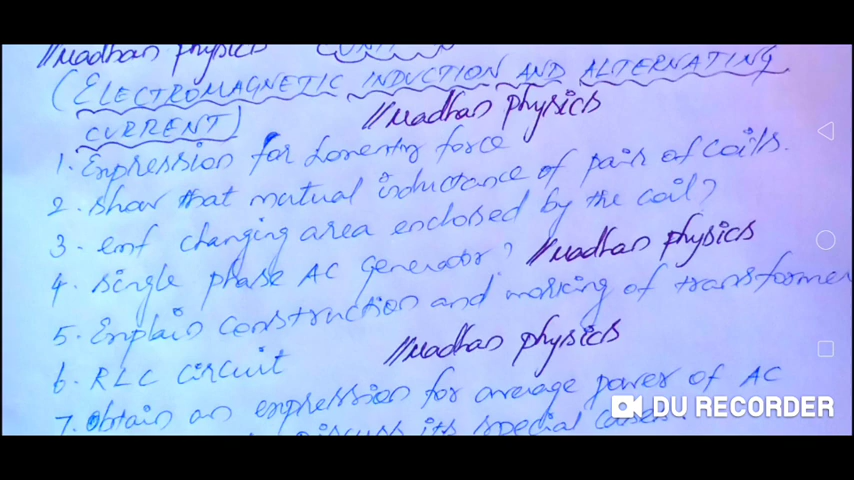 //Madhan physics UNIT
(ELECTROMAGNETIC INDUCTION AND ALTERNATING
CURRENT) //Madhan physics
1. Expression for Lorentz force
2. show that mutual inductance of pair of coils.
3. emf changing area enclosed by the coil?
4. single phase AC generator? //Madhan physics
5. Explain construction and working of transformer
6. RLC circuit //Madhan physics
7. Obtain an expression for average power of AC
discuss its special cases.
DU RECORDER